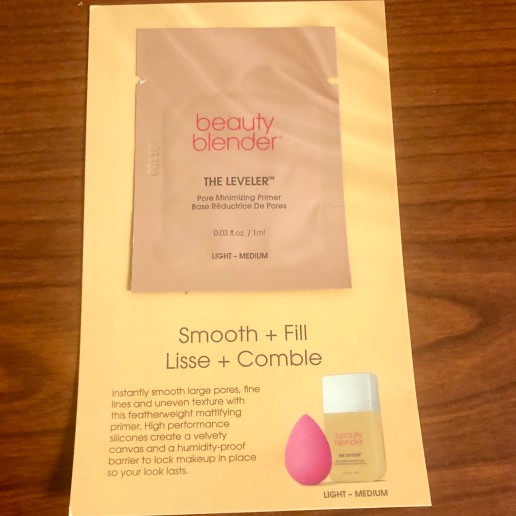 beauty
blender™
THE LEVELER™
Pore Minimizing Primer
Base Réductrice De Pores
0.03 fl.oz. / 1ml
LIGHT – MEDIUM
Smooth + Fill
Lisse + Comble
Instantly smooth large pores, fine
lines and uneven texture with
this featherweight mattifying
primer. High performance
silicones create a velvety
canvas and a humidity-proof
barrier to lock makeup in place
so your look lasts.
beauty
blender
THE LEVELER™
LIGHT – MEDIUM